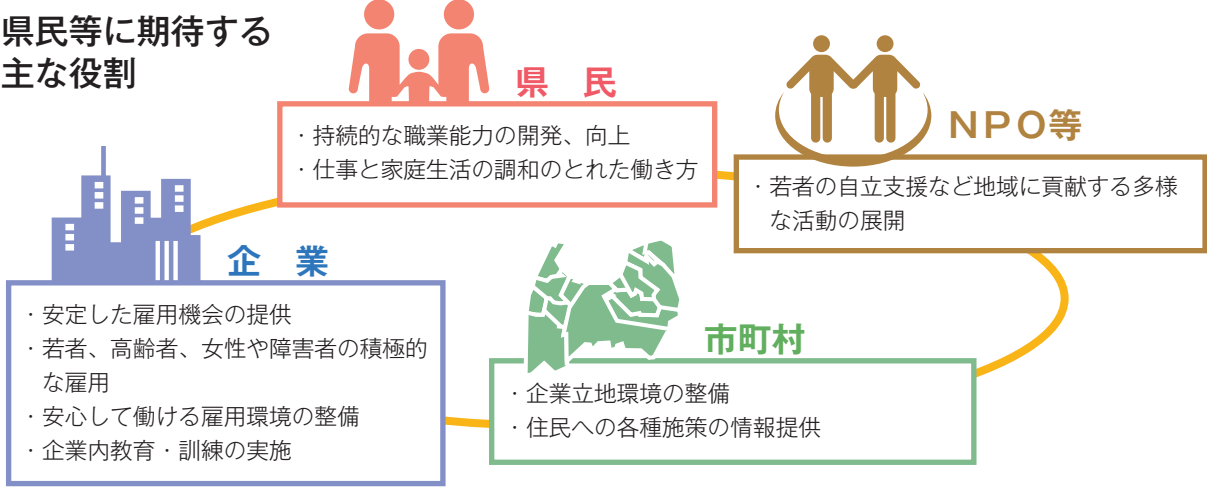 県民等に期待する
主な役割
県　民
・持続的な職業能力の開発、向上
・仕事と家庭生活の調和のとれた働き方
ＮＰＯ等
・若者の自立支援など地域に貢献する多様
な活動の展開
企　業
・安定した雇用機会の提供
・若者、高齢者、女性や障害者の積極的
な雇用
・安心して働ける雇用環境の整備
・企業内教育・訓練の実施
市町村
・企業立地環境の整備
・住民への各種施策の情報提供